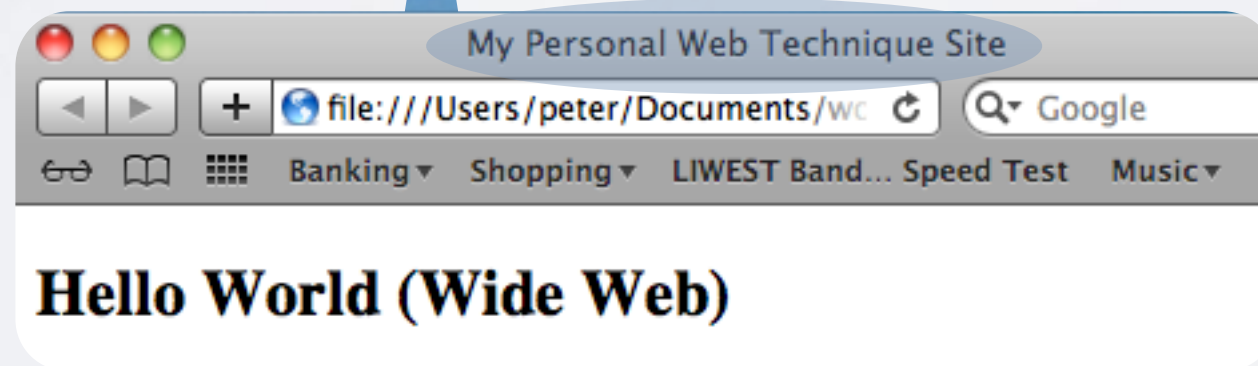 My Personal Web Technique Site
file:///Users/peter/Documents/wo Google
Banking Shopping LIWEST Band... Speed Test Music
Hello World (Wide Web)